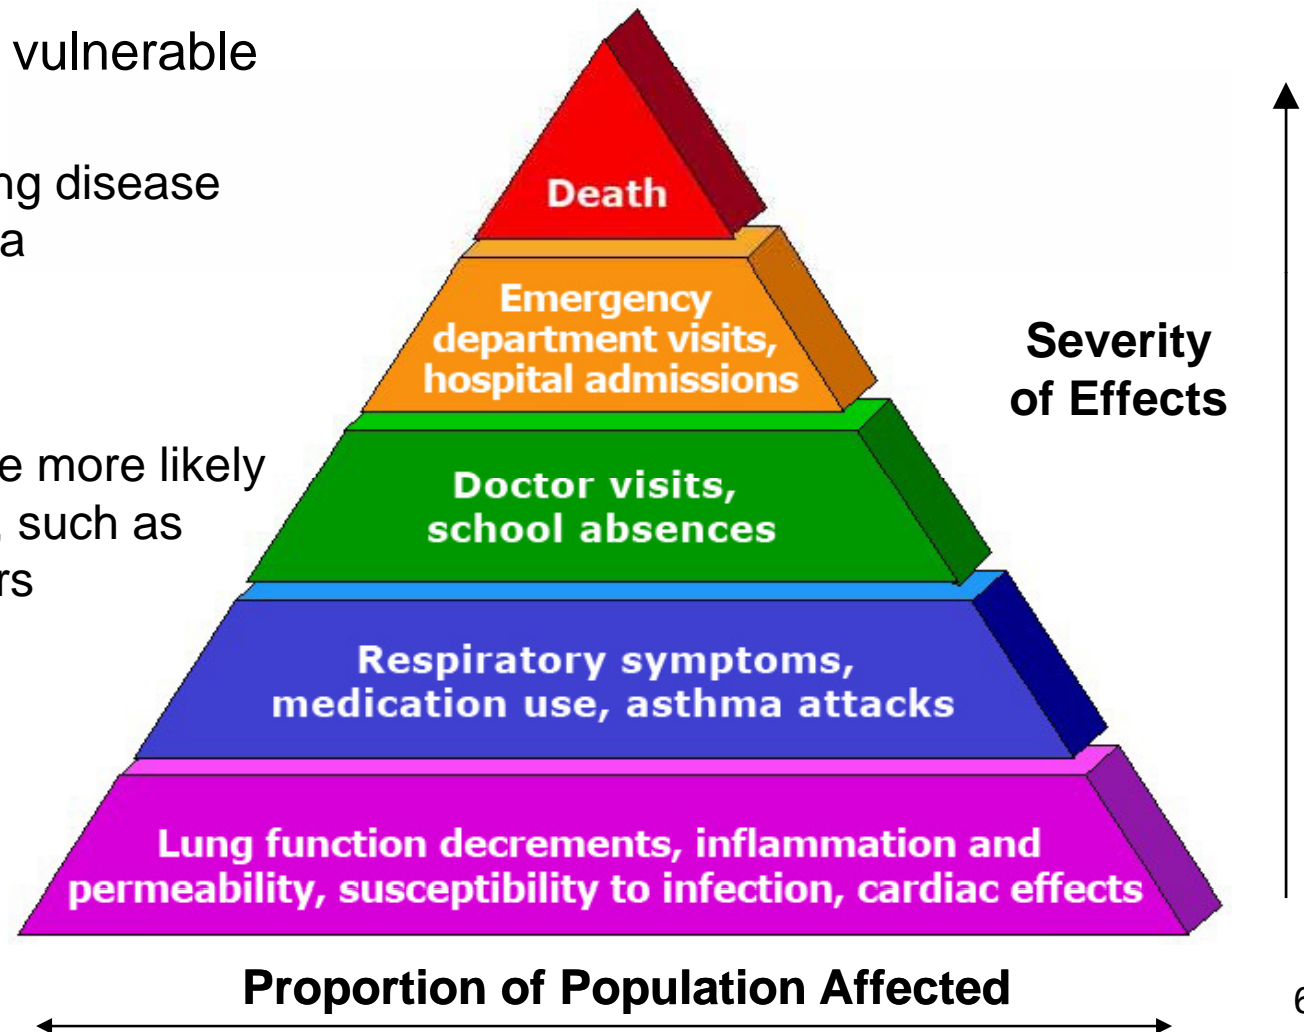 vulnerable
ng disease
a
e more likely
, such as
rs
Death
Emergency
department visits,
hospital admissions
Doctor visits,
school absences
Respiratory symptoms,
medication use, asthma attacks
Lung function decrements, inflammation and
permeability, susceptibility to infection, cardiac effects
Severity
of Effects
Proportion of Population Affected
6